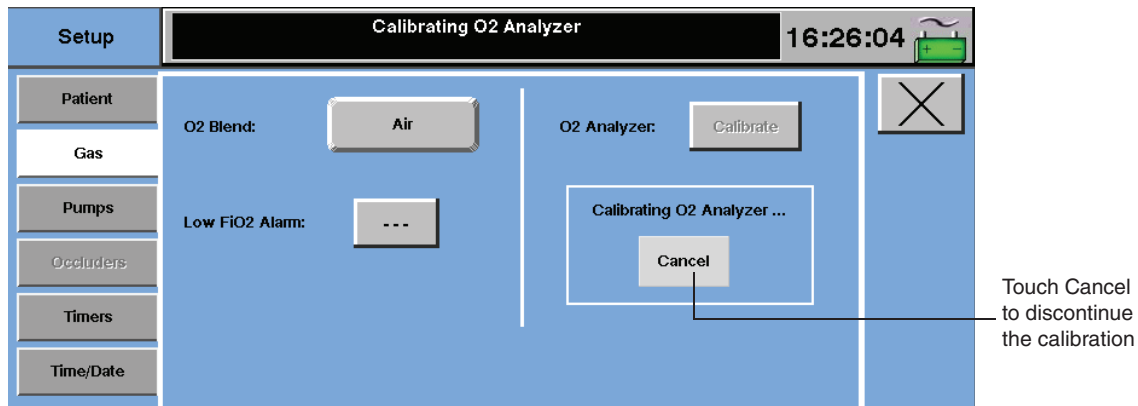 Setup
Calibrating O2 Analyzer
16:26:04
+ -
Patient
Gas
Pumps
Occluders
Timers
Time/Date
O2 Blend:
Air
Low FiO2 Alarm:
---
O2 Analyzer:
Calibrate
Calibrating O2 Analyzer ...
Cancel
Touch Cancel
to discontinue
the calibration